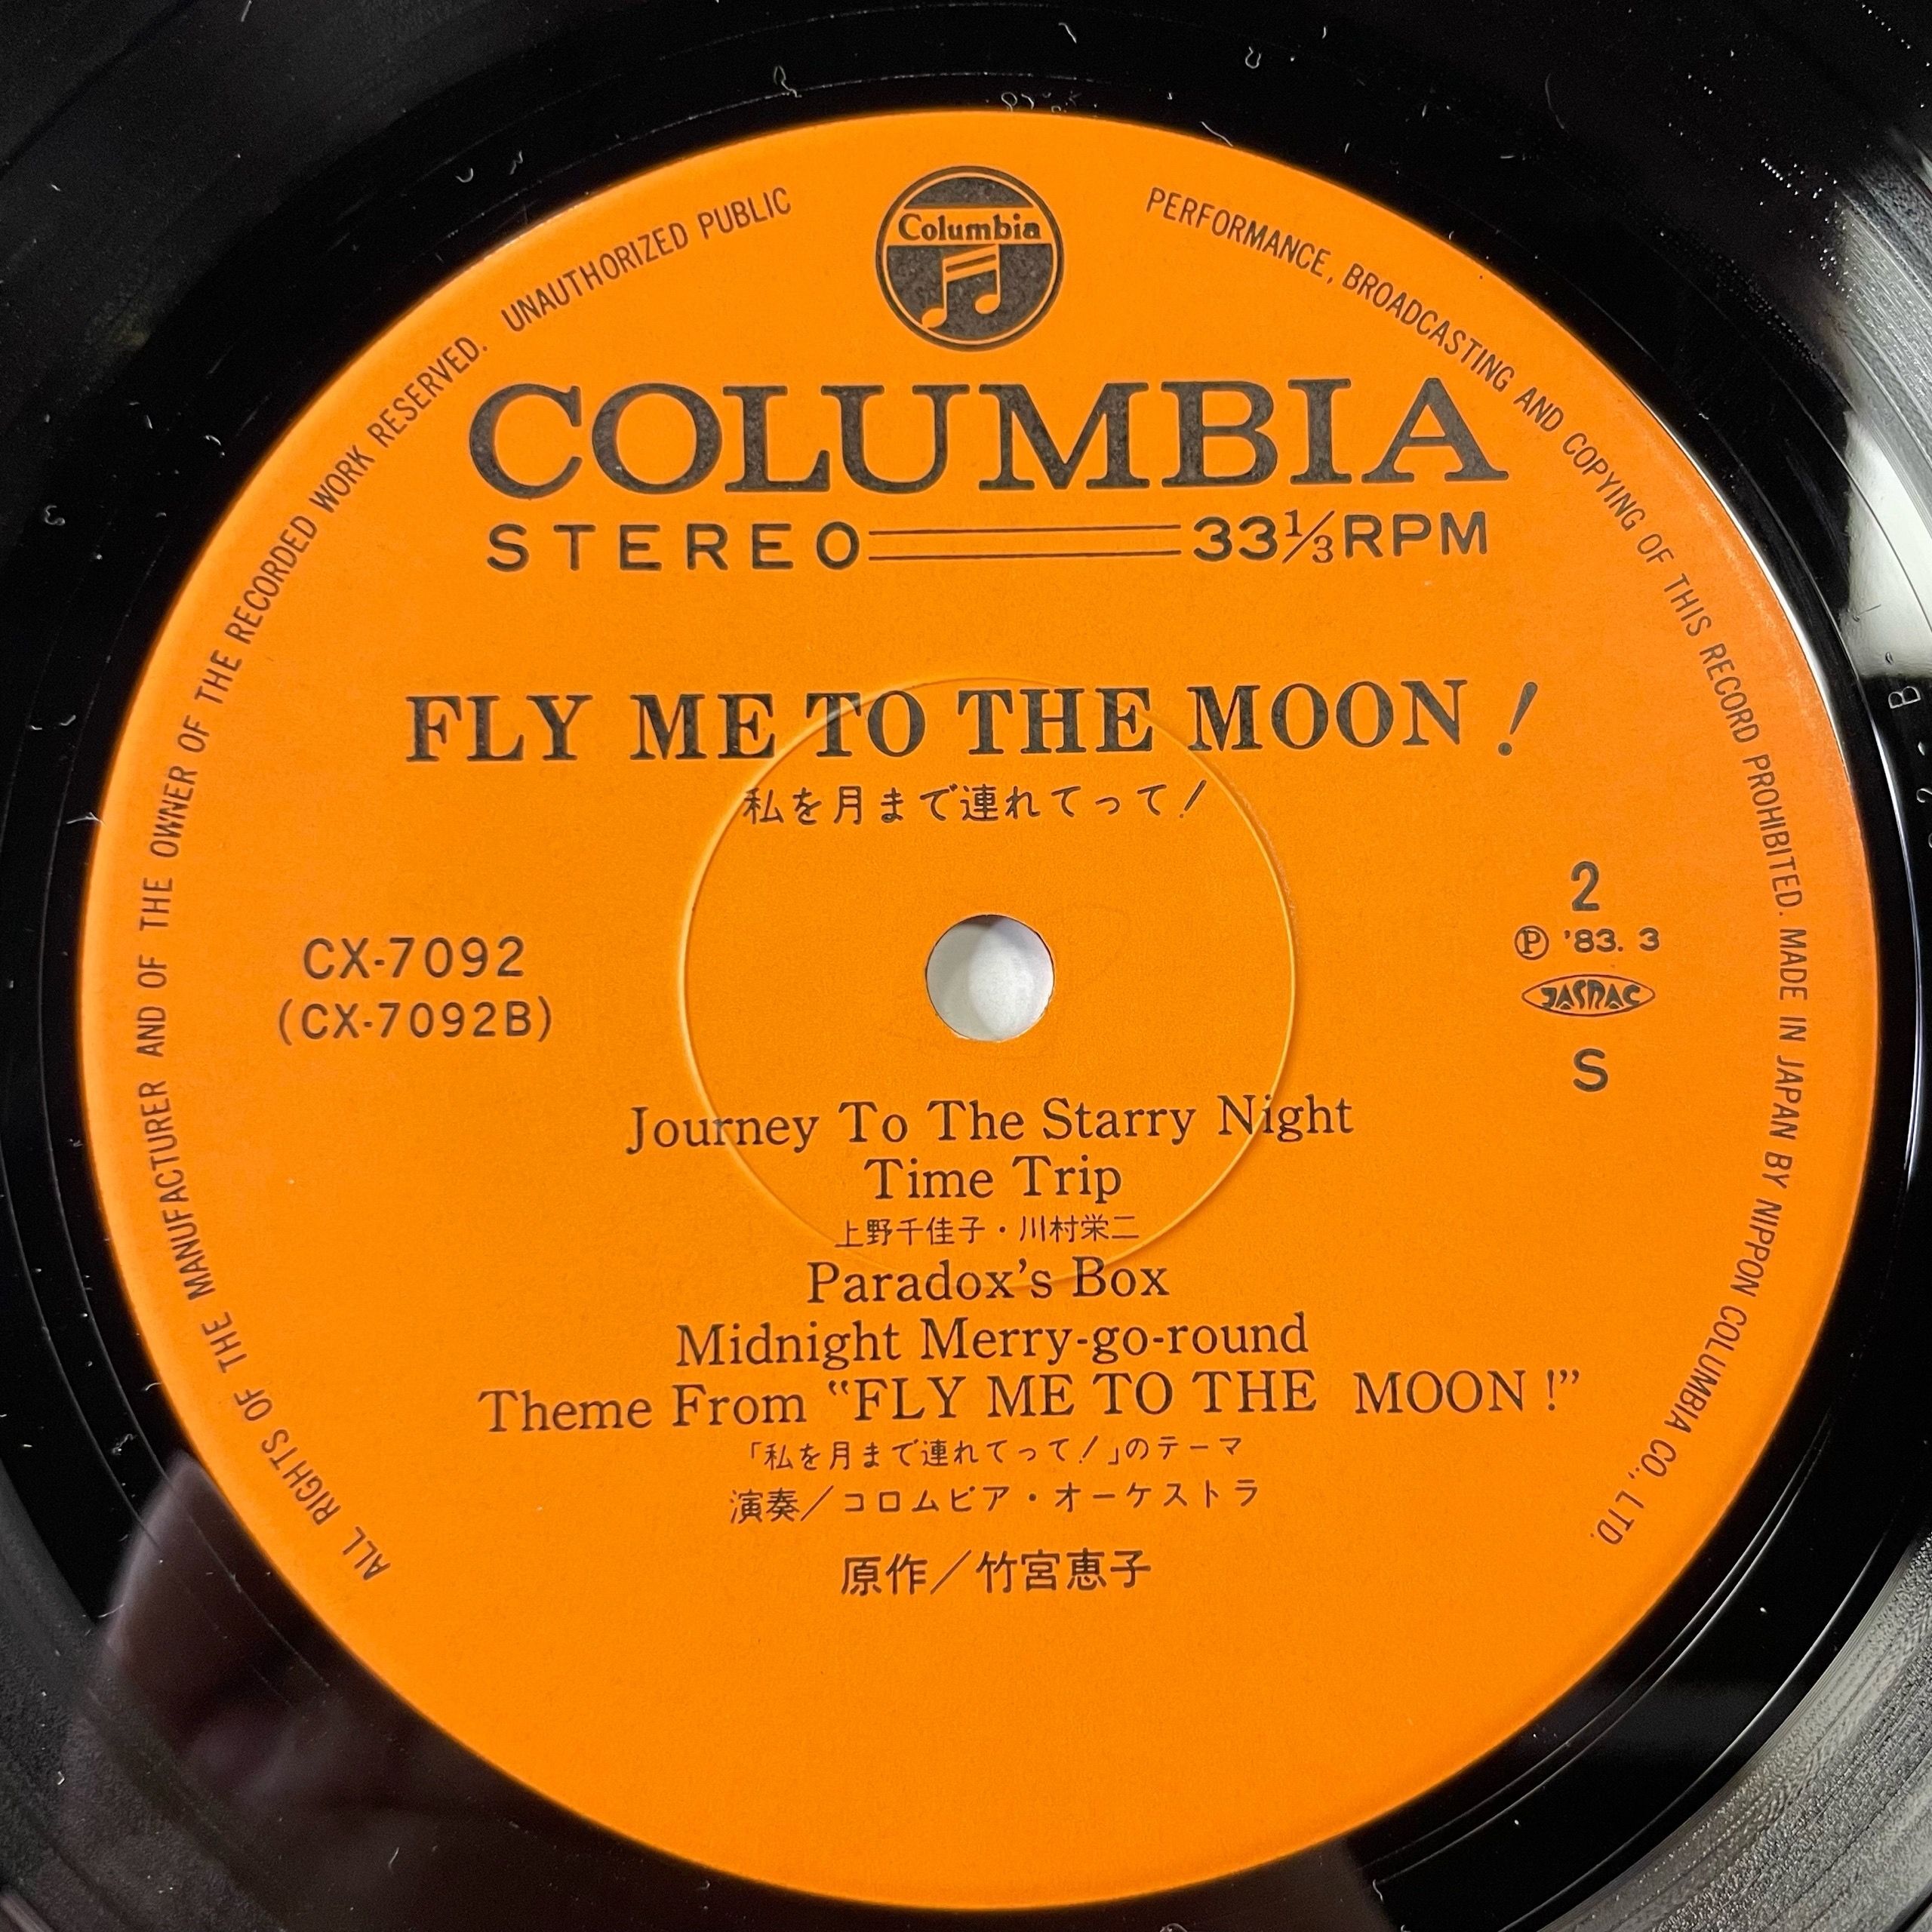 Columbia
COLUMBIA
STEREO 33⅓RPM
FLY ME TO THE MOON!
私を月まで連れてって!
2
CX-7092
(CX-7092B)
Ⓟ '83. 3
JASRAC
S
Journey To The Starry Night
Time Trip
上野千佳子・川村栄二
Paradox's Box
Midnight Merry-go-round
Theme From "FLY ME TO THE MOON!"
「私を月まで連れてって!」のテーマ
演奏/コロムビア・オーケストラ
原作/竹宮恵子
ALL RIGHTS OF THE MANUFACTURER AND OF THE OWNER OF THE RECORDED WORK RESERVED. UNAUTHORIZED PUBLIC PERFORMANCE, BROADCASTING AND COPYING OF THIS RECORD PROHIBITED. MADE IN JAPAN BY NIPPON COLUMBIA CO., LTD.